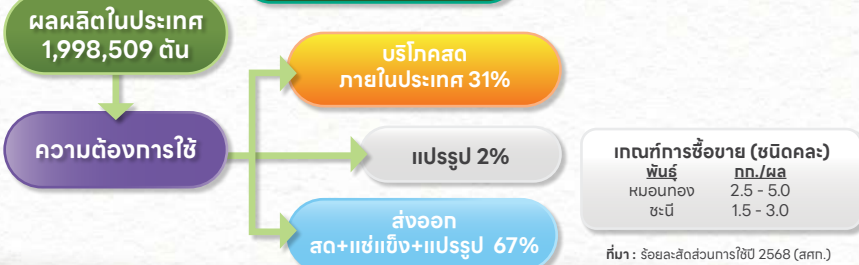 ผลผลิตในประเทศ
1,998,509 ตัน
บริโภคสด
ภายในประเทศ 31%
ความต้องการใช้
แปรรูป 2%
ส่งออก
สด+แช่แข็ง+แปรรูป 67%
เกณฑ์การซื้อขาย (ชนิดคละ)
พันธุ์ กก./ผล
หมอนทอง 2.5 - 5.0
ชะนี 1.5 - 3.0
ที่มา : ร้อยละสัดส่วนการใช้ปี 2568 (สศก.)